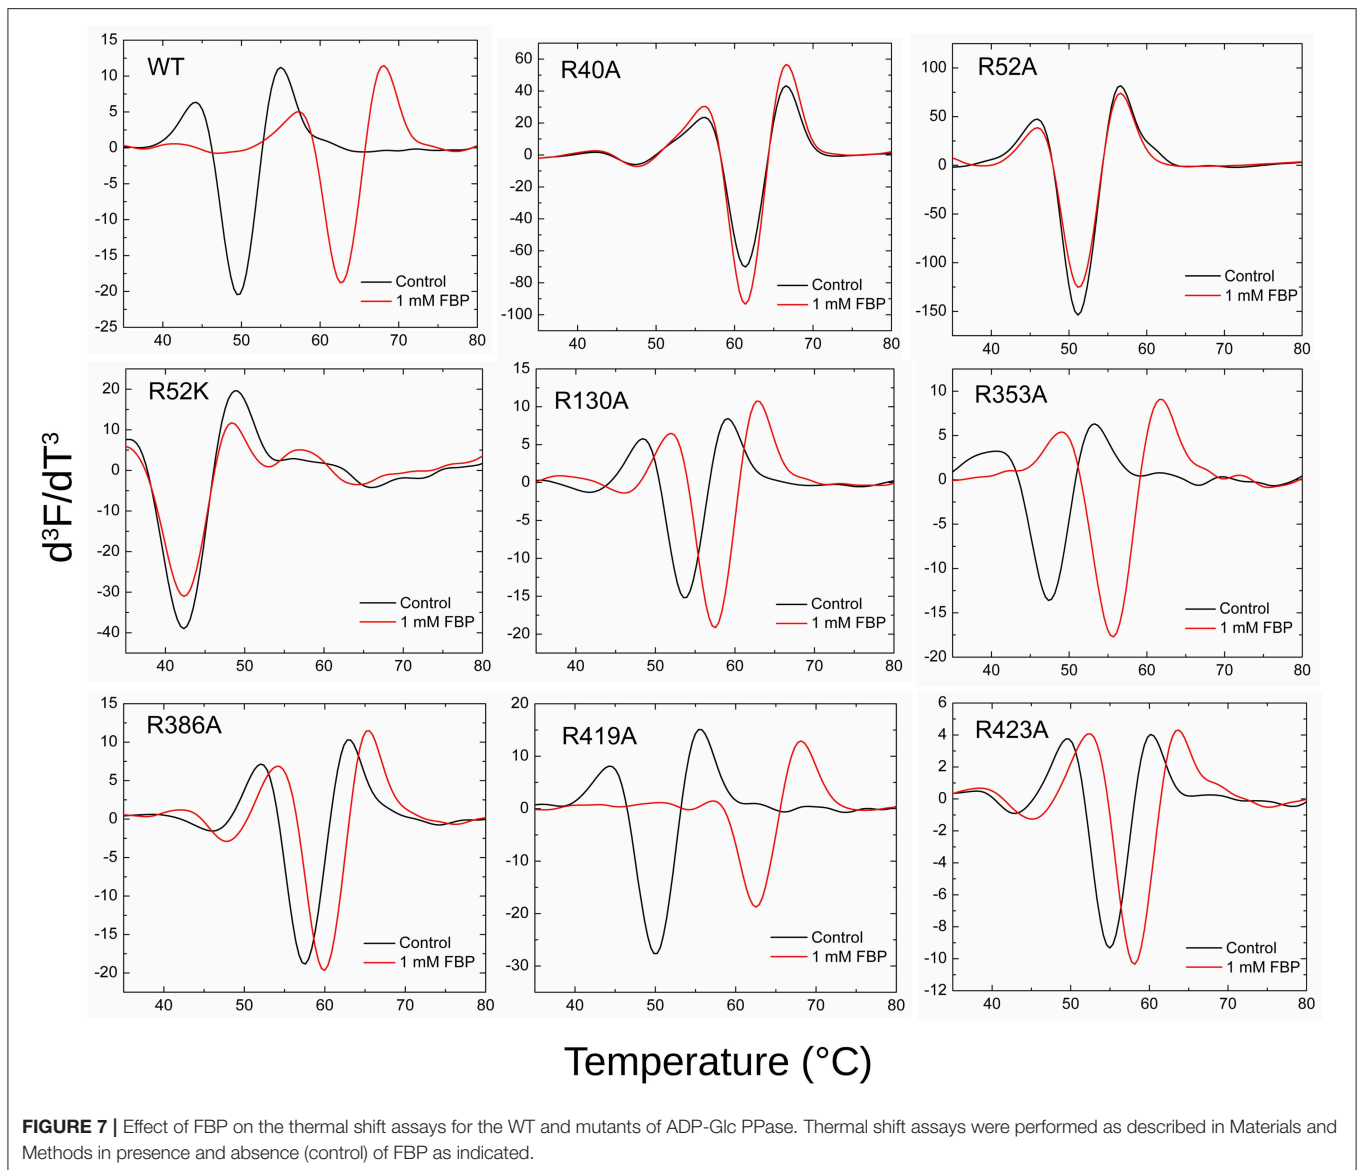 WT
15
10
5
0
-5
-10
-15
-20
-25
40 50 60 70 80
Control
1 mM FBP
R40A
60
40
20
0
-20
-40
-60
-80
-100
40 50 60 70 80
Control
1 mM FBP
R52A
100
50
0
-50
-100
-150
40 50 60 70 80
Control
1 mM FBP
d³F/dT³
R52K
20
10
0
-10
-20
-30
-40
40 50 60 70 80
Control
1 mM FBP
R130A
15
10
5
0
-5
-10
-15
-20
40 50 60 70 80
Control
1 mM FBP
R353A
10
5
0
-5
-10
-15
-20
40 50 60 70 80
Control
1 mM FBP
R386A
15
10
5
0
-5
-10
-15
-20
40 50 60 70 80
Control
1 mM FBP
R419A
20
10
0
-10
-20
-30
40 50 60 70 80
Control
1 mM FBP
R423A
6
4
2
0
-2
-4
-6
-8
-10
-12
40 50 60 70 80
Control
1 mM FBP
Temperature (°C)
FIGURE 7 | Effect of FBP on the thermal shift assays for the WT and mutants of ADP-Glc PPase. Thermal shift assays were performed as described in Materials and
Methods in presence and absence (control) of FBP as indicated.